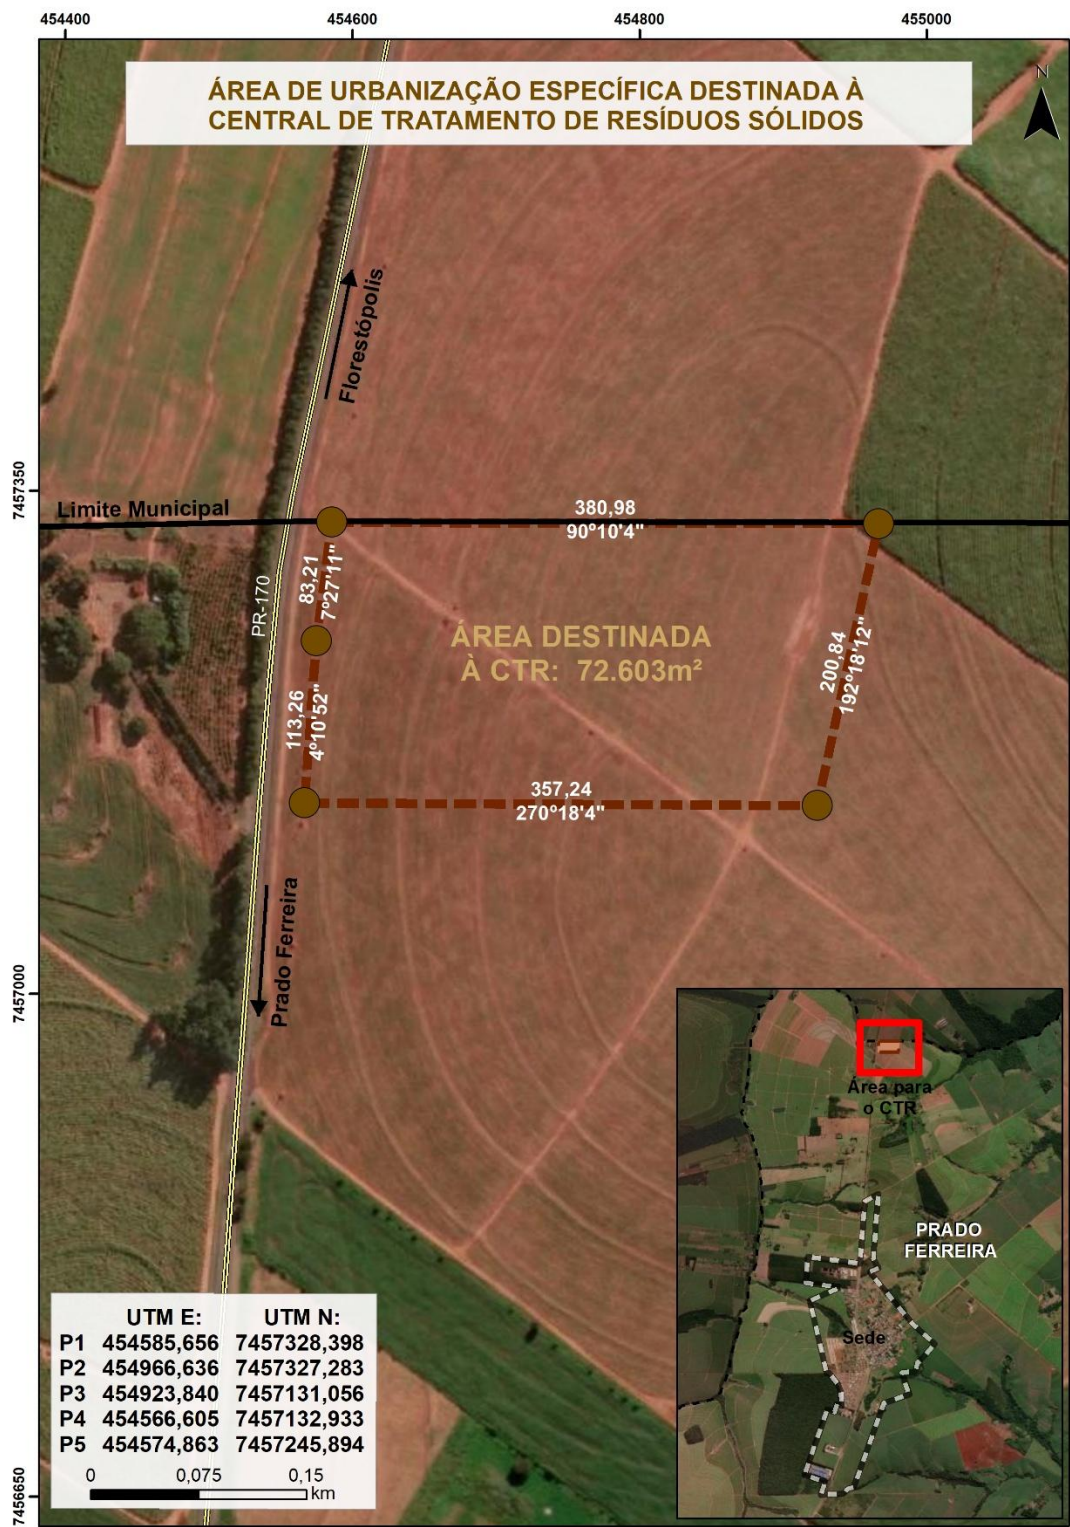 454400 454600 454800 455000
N
ÁREA DE URBANIZAÇÃO ESPECÍFICA DESTINADA À
CENTRAL DE TRATAMENTO DE RESÍDUOS SÓLIDOS
Florestópolis
7457350
Limite Municipal
380,98
90º10'4"
83,21
7º27'11"
PR-170
ÁREA DESTINADA
À CTR: 72.603m²
200,84
192º18'12"
113,26
4º10'52"
357,24
270º18'4"
Prado Ferreira
7457000
Área para
o CTR
PRADO
FERREIRA
Sede
UTM E: UTM N:
P1 454585,656 7457328,398
P2 454966,636 7457327,283
P3 454923,840 7457131,056
P4 454566,605 7457132,933
P5 454574,863 7457245,894
0 0,075 0,15
km
7456650